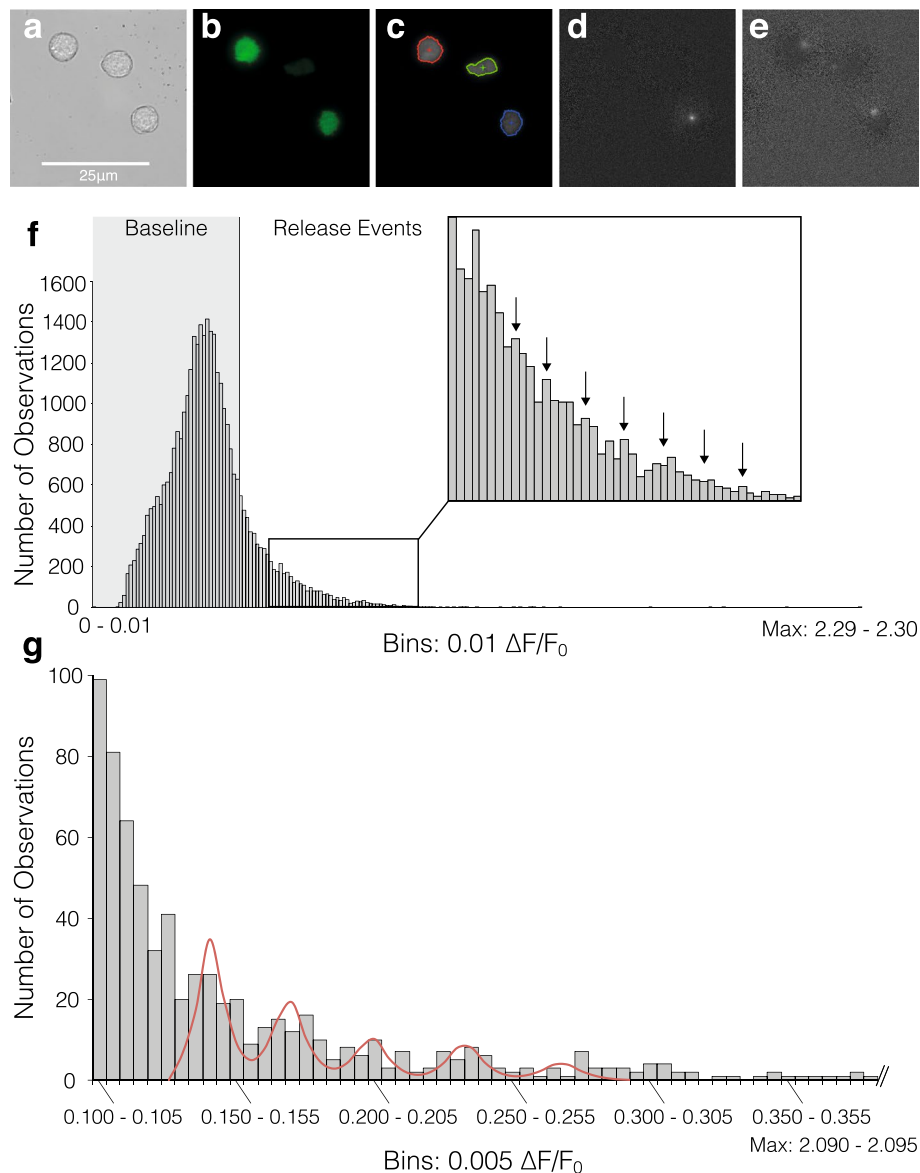 a
b
c
d
e
25μm
f
Baseline
Release Events
Number of Observations
1600
1400
1200
1000
800
600
400
200
0
0 - 0.01
Bins: 0.01 ΔF/F₀
Max: 2.29 - 2.30
g
Number of Observations
100
80
60
40
20
0
0.100 - 0.105
0.150 - 0.155
0.200 - 0.205
0.250 - 0.255
0.300 - 0.305
0.350 - 0.355
Max: 2.090 - 2.095
Bins: 0.005 ΔF/F₀